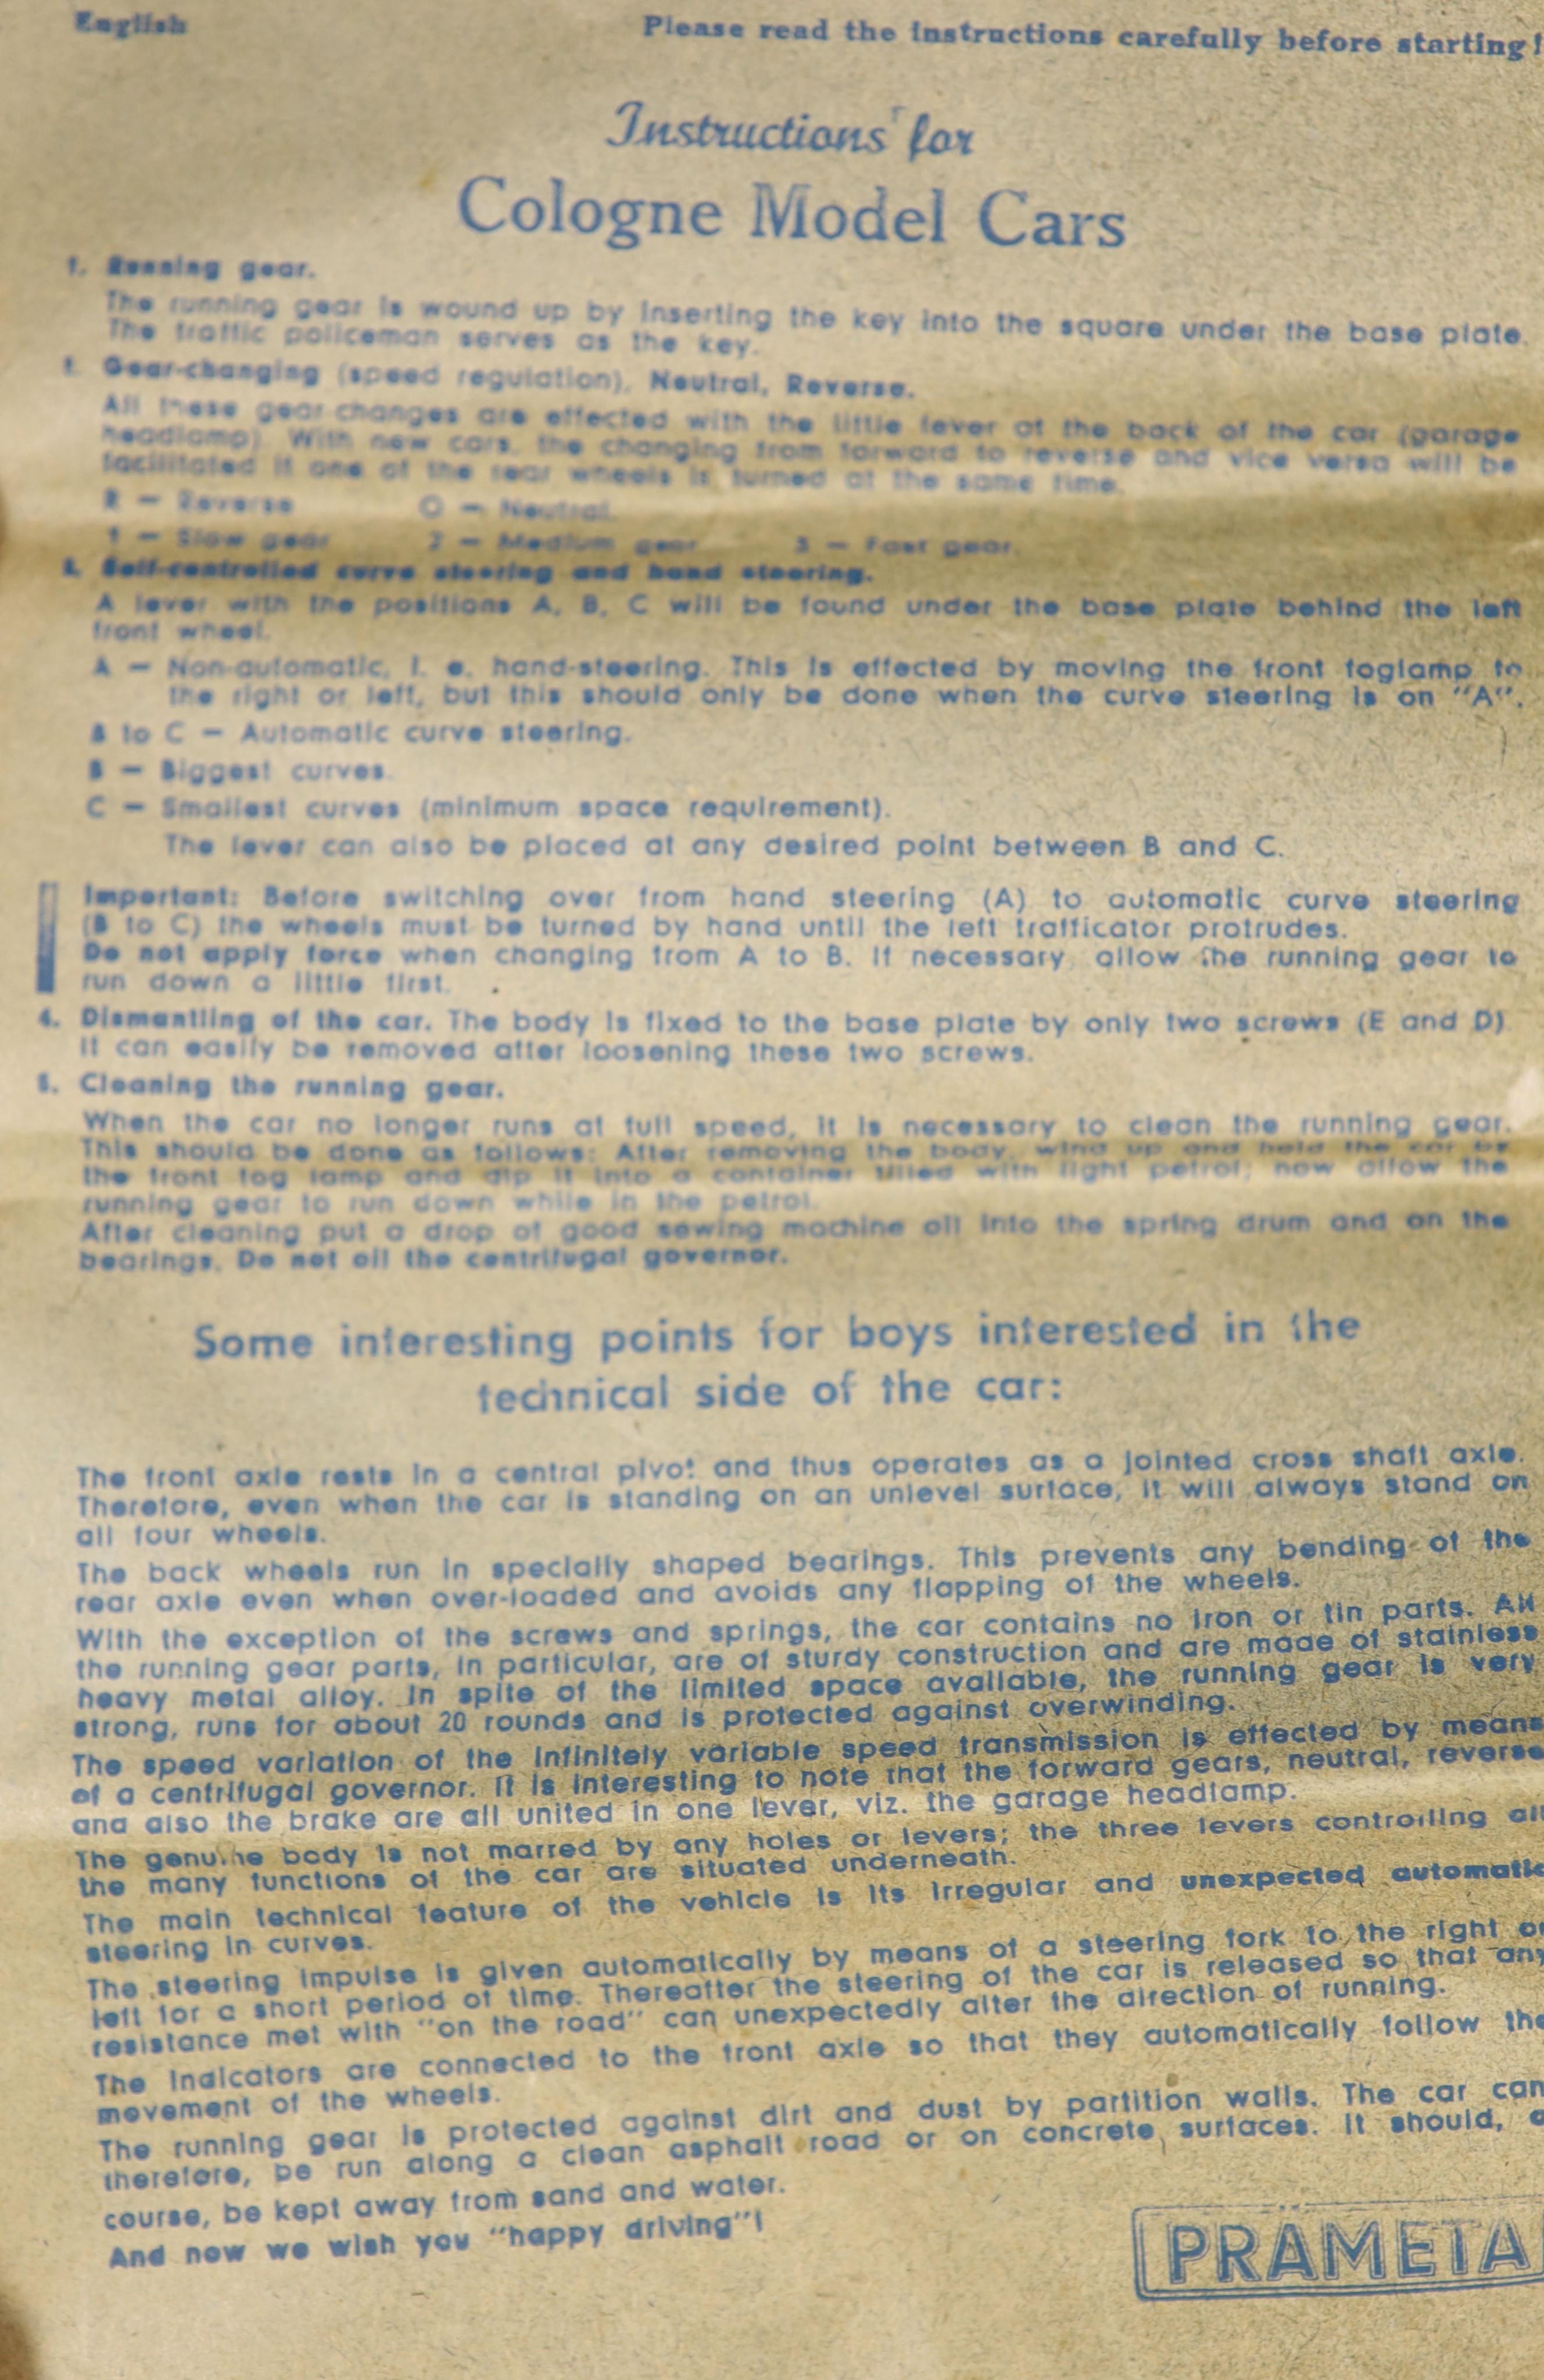 English
Please read the instructions carefully before starting!
Instructions for
Cologne Model Cars
1. Running gear.
The running gear is wound up by inserting the key into the square under the base plate.
The traffic policeman serves as the key.
Gear-changing (speed regulation), Neutral, Reverse.
All these gear-changes are effected with the little lever at the back of the car (garage
headlamp). With new cars, the changing from forward to reverse and vice versa will be
facilitated if one of the rear wheels is turned at the same time.
R — Reverse O — Neutral.
1 — Slow gear 2 — Medium gear 3 — Fast gear.
Self-controlled curve steering and hand steering.
A lever with the positions A, B, C will be found under the base plate behind the left
front wheel.
A — Non-automatic, i. e. hand-steering. This is effected by moving the front foglamp to
the right or left, but this should only be done when the curve steering is on "A".
B to C — Automatic curve steering.
B — Biggest curves.
C — Smallest curves (minimum space requirement).
The lever can also be placed at any desired point between B and C.
Important: Before switching over from hand steering (A) to automatic curve steering
(B to C) the wheels must be turned by hand until the left trafficator protrudes.
Do not apply force when changing from A to B. If necessary, allow the running gear to
run down a little first.
4. Dismantling of the car. The body is fixed to the base plate by only two screws (E and D)
It can easily be removed after loosening these two screws.
5. Cleaning the running gear.
When the car no longer runs at full speed, it is necessary to clean the running gear.
This should be done as follows: After removing the body, wind up and hold the car by
the front fog lamp and dip it into a container filled with light petrol; now allow the
running gear to run down while in the petrol.
After cleaning put a drop of good sewing machine oil into the spring drum and on the
bearings. Do not oil the centrifugal governor.
Some interesting points for boys interested in the
technical side of the car:
The front axle rests in a central pivot and thus operates as a jointed cross shaft axle.
Therefore, even when the car is standing on an unlevel surface, it will always stand on
all four wheels.
The back wheels run in specially shaped bearings. This prevents any bending of the
rear axle even when over-loaded and avoids any flapping of the wheels.
With the exception of the screws and springs, the car contains no iron or tin parts. All
the running gear parts, in particular, are of sturdy construction and are made of stainless
heavy metal alloy. In spite of the limited space available, the running gear is very
strong, runs for about 20 rounds and is protected against overwinding.
The speed variation of the infinitely variable speed transmission is effected by means
of a centrifugal governor. It is interesting to note that the forward gears, neutral, reverse
and also the brake are all united in one lever, viz. the garage headlamp.
The genuine body is not marred by any holes or levers; the three levers controlling all
the many functions of the car are situated underneath.
The main technical feature of the vehicle is its irregular and unexpected automatic
steering in curves.
The steering impulse is given automatically by means of a steering fork to the right or
left for a short period of time. Thereafter the steering of the car is released so that any
resistance met with "on the road" can unexpectedly alter the direction of running.
The indicators are connected to the front axle so that they automatically follow the
movement of the wheels.
The running gear is protected against dirt and dust by partition walls. The car can
therefore, be run along a clean asphalt road or on concrete surfaces. It should, o
course, be kept away from sand and water.
And now we wish you "happy driving"!
PRÄMETA